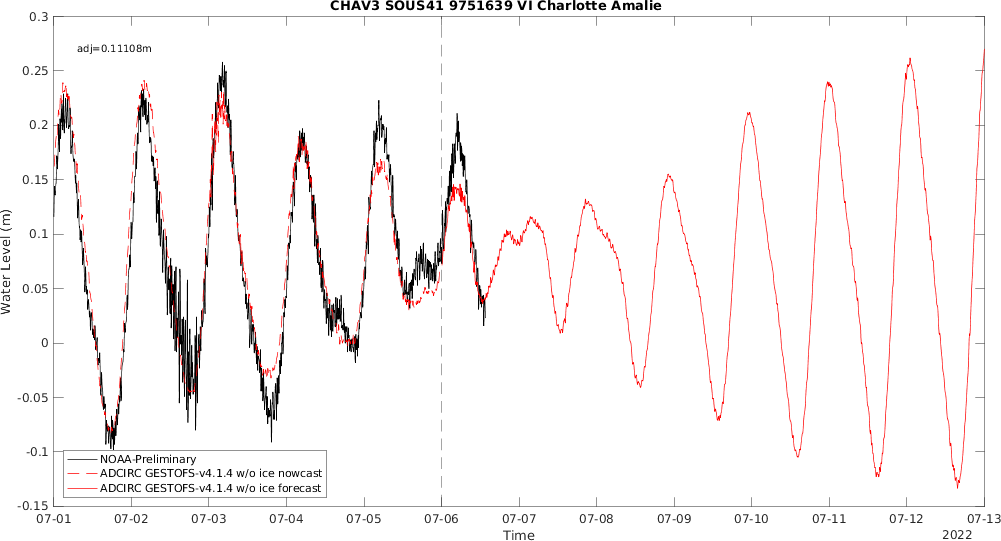 CHAV3 SOUS41 9751639 VI Charlotte Amalie
adj=0.11108m
0.3
0.25
0.2
0.15
0.1
0.05
0
-0.05
-0.1
-0.15
Water Level (m)
NOAA-Preliminary
ADCIRC GESTOFS-v4.1.4 w/o ice nowcast
ADCIRC GESTOFS-v4.1.4 w/o ice forecast
07-01 07-02 07-03 07-04 07-05 07-06 07-07 07-08 07-09 07-10 07-11 07-12 07-13
Time
2022